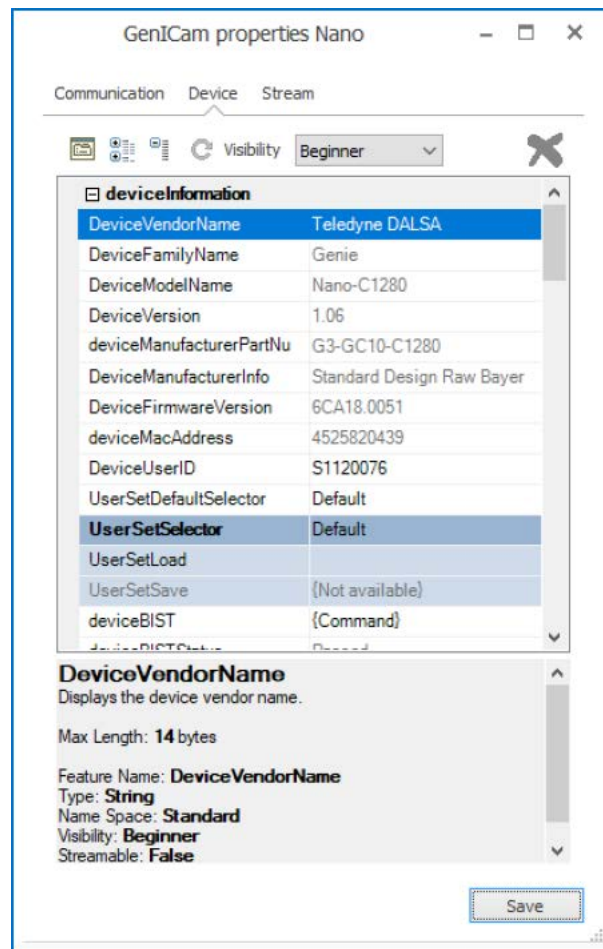 GenICam properties Nano
Communication Device Stream
Visibility Beginner
deviceInformation
DeviceVendorName Teledyne DALSA
DeviceFamilyName Genie
DeviceModelName Nano-C1280
DeviceVersion 1.06
deviceManufacturerPartNu G3-GC10-C1280
DeviceManufacturerInfo Standard Design Raw Bayer
DeviceFirmwareVersion 6CA18.0051
deviceMacAddress 4525820439
DeviceUserID S1120076
UserSetDefaultSelector Default
UserSetSelector Default
UserSetLoad
UserSetSave {Not available}
deviceBIST {Command}
deviceBISTStatus Passed
DeviceVendorName
Displays the device vendor name.
Max Length: 14 bytes
Feature Name: DeviceVendorName
Type: String
Name Space: Standard
Visibility: Beginner
Streamable: False
Save